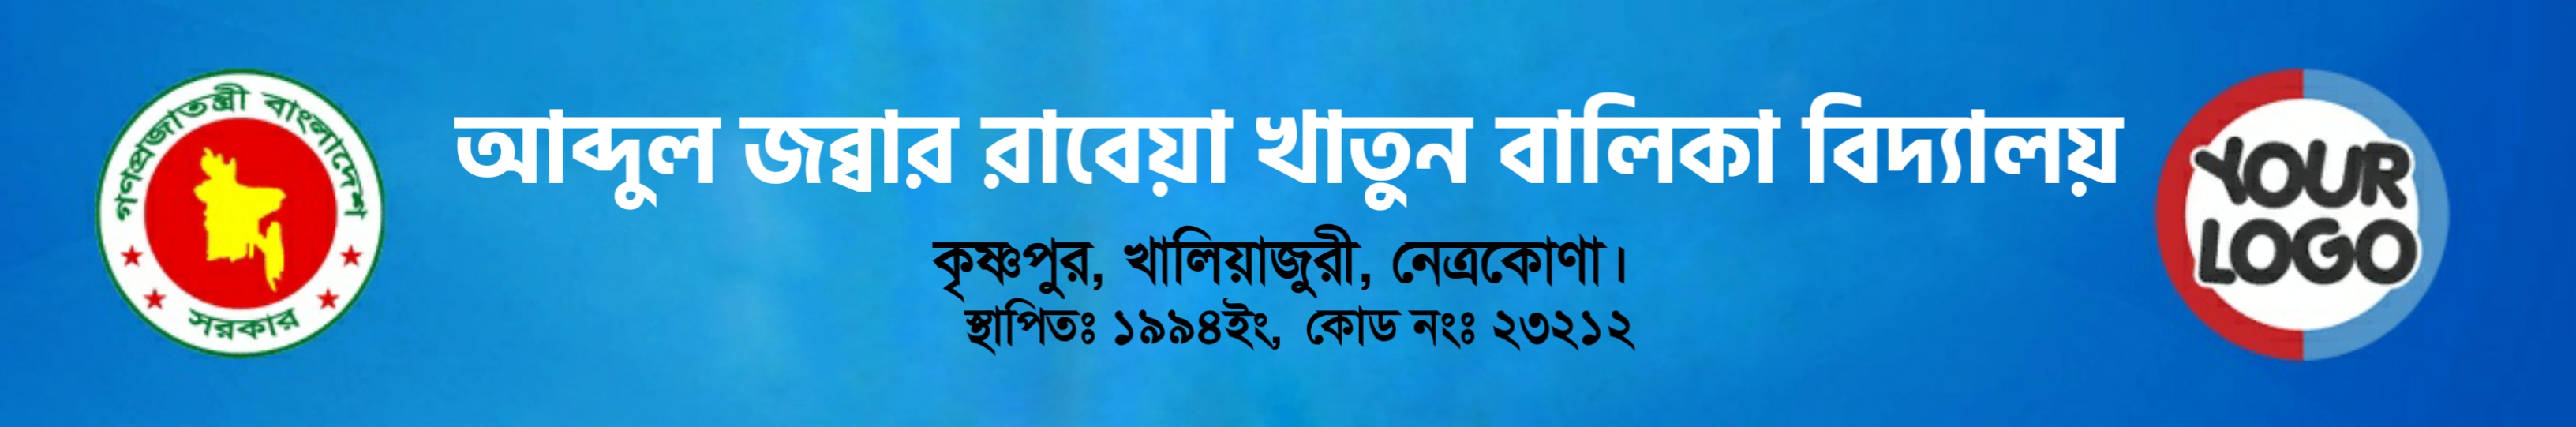 গণপ্রজাতন্ত্রী বাংলাদেশ
সরকার
আব্দুল জব্বার রাবেয়া খাতুন বালিকা বিদ্যালয়
কৃষ্ণপুর, খালিয়াজুরী, নেত্রকোণা।
স্থাপিতঃ ১৯৯৪ইং, কোড নংঃ ২৩২১২
YOUR
LOGO